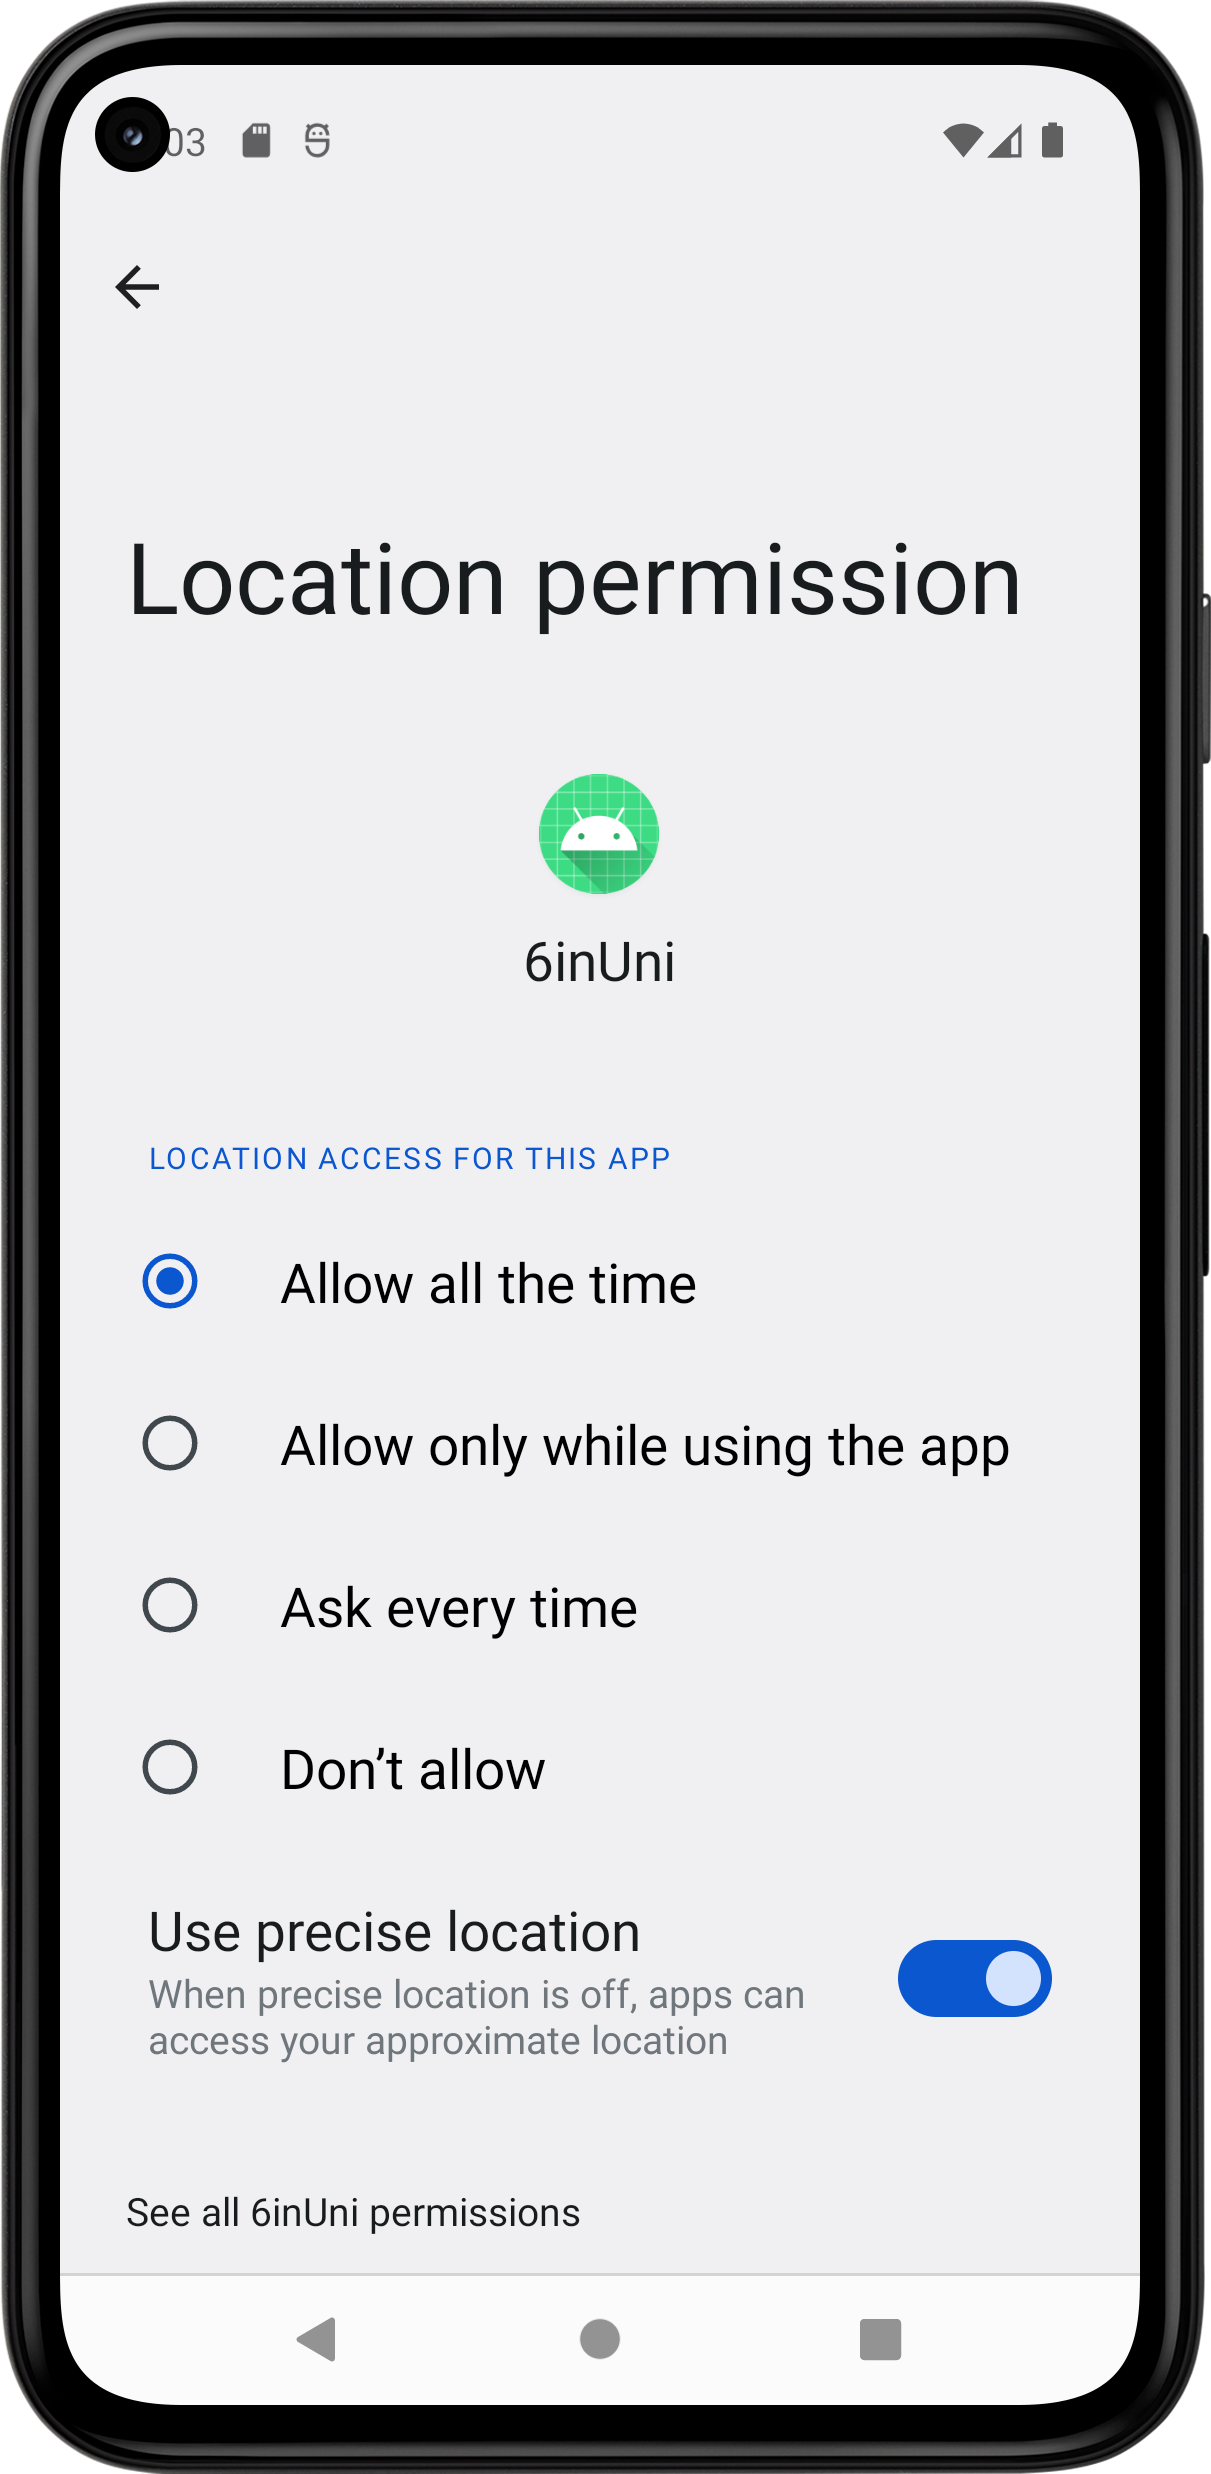 03
Location permission
6inUni
LOCATION ACCESS FOR THIS APP
Allow all the time
Allow only while using the app
Ask every time
Don’t allow
Use precise location
When precise location is off, apps can
access your approximate location
See all 6inUni permissions